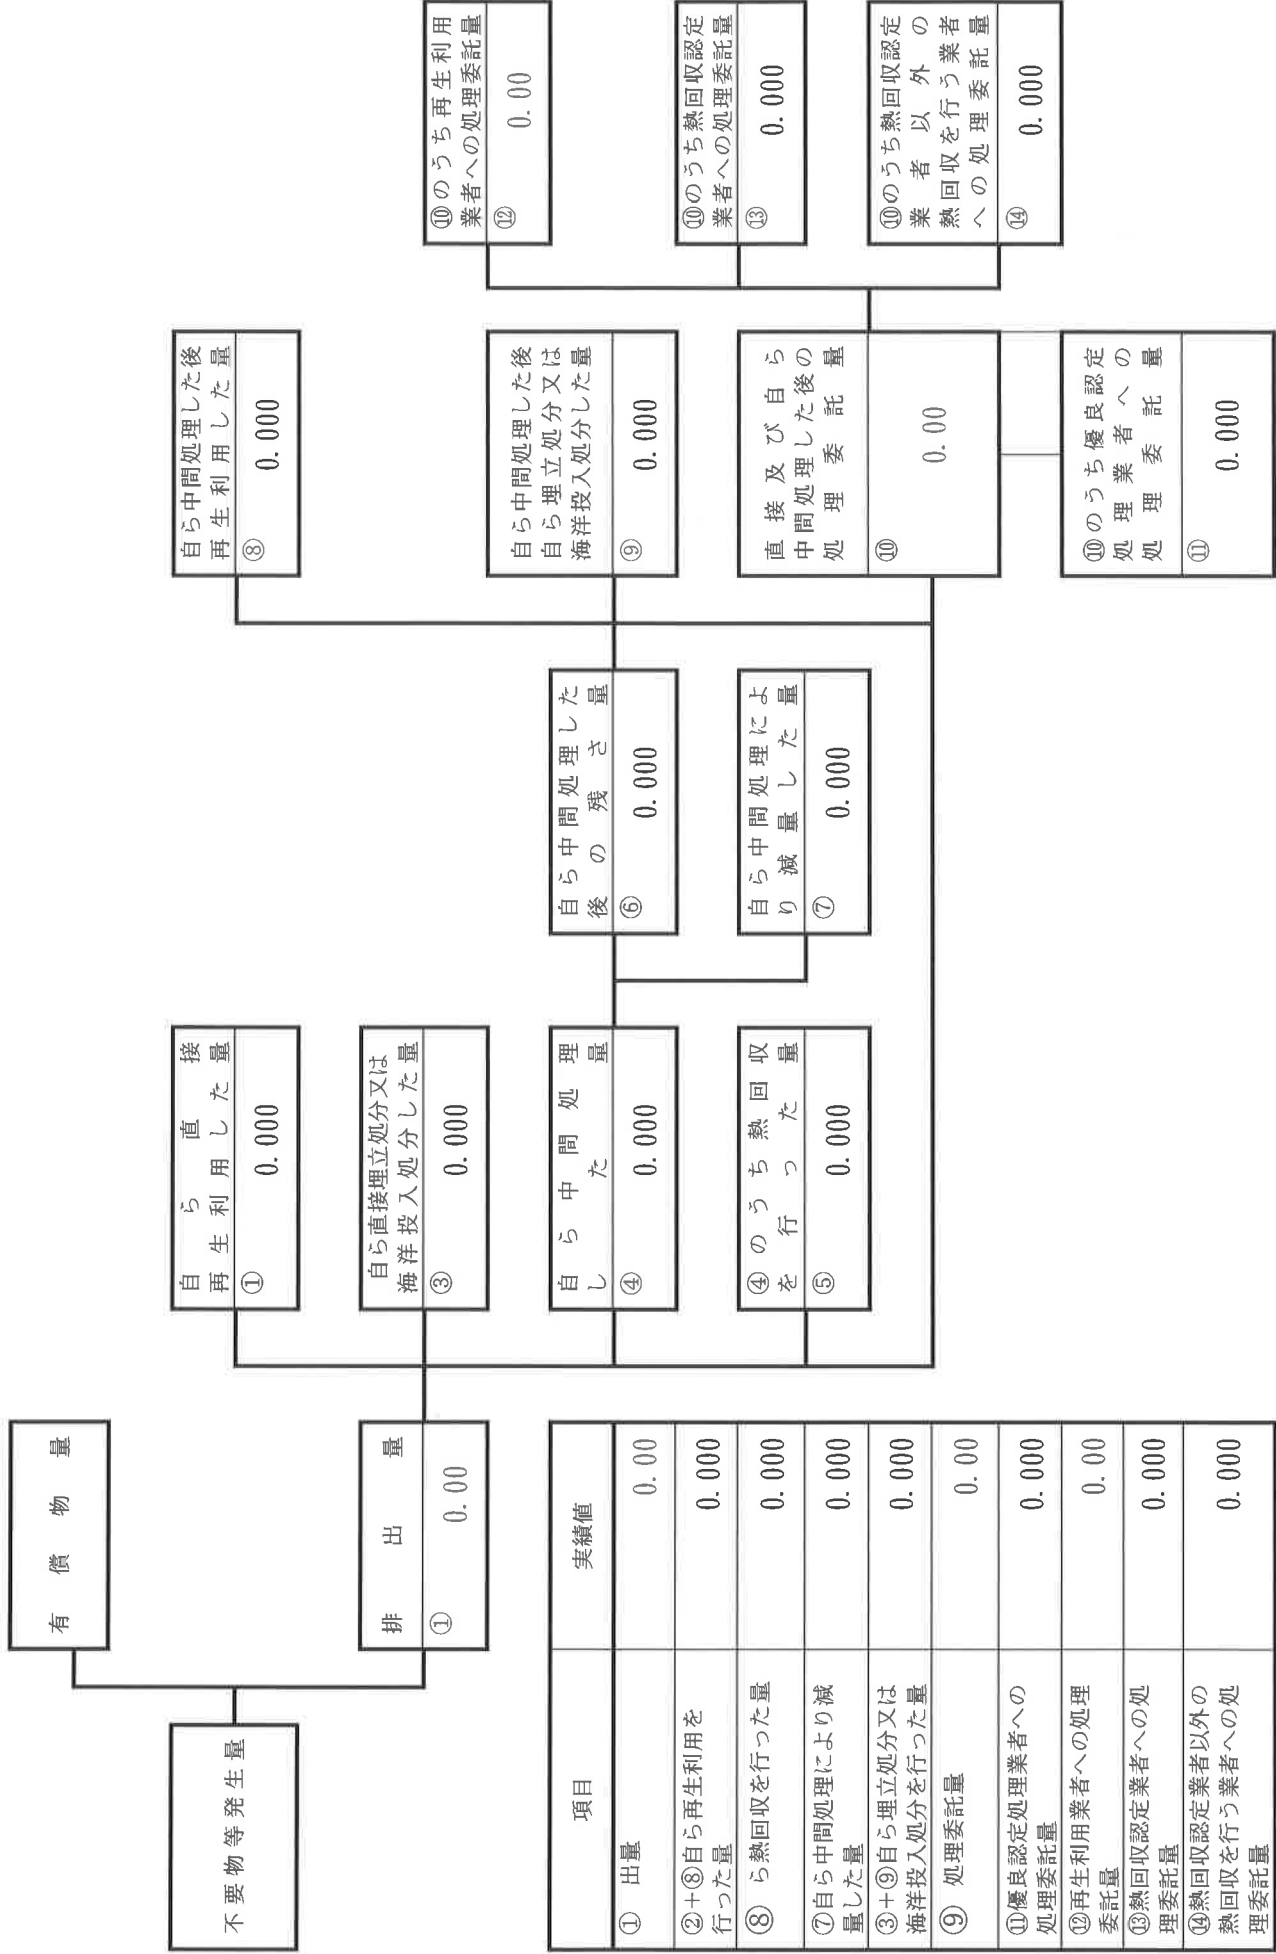 有償物量
不要物等発生量
排出量
① 0.00
自ら直接
再生利用した量
① 0.000
自ら直接埋立処分又は
海洋投入処分した量
③ 0.000
自ら中間処理
した量
④ 0.000
④のうち熱回収
を行った量
⑤ 0.000
自ら中間処理した
後の残さ量
⑥ 0.000
自ら中間処理によ
り減量した量
⑦ 0.000
自ら中間処理した後
再生利用した量
⑧ 0.000
自ら中間処理した後
自ら埋立処分又は
海洋投入処分した量
⑨ 0.000
直接及び自ら
中間処理した後の
処理委託量
⑩ 0.00
⑩のうち優良認定
処理業者への
処理委託量
⑪ 0.000
⑩のうち再生利用
業者への処理委託量
⑫ 0.00
⑩のうち熱回収認定
業者への処理委託量
⑬ 0.000
⑩のうち熱回収認定
業者以外の
熱回収を行う業者
への処理委託量
⑭ 0.000
項目 実績値
① 出量 0.00
②+⑧自ら再生利用を
行った量 0.000
⑧ ら熱回収を行った量 0.000
⑦自ら中間処理により減
量した量 0.000
③+⑨自ら埋立処分又は
海洋投入処分を行った量 0.000
⑨ 処理委託量 0.00
⑪優良認定処理業者への
処理委託量 0.000
⑫再生利用業者への処理
委託量 0.00
⑬熱回収認定業者への処
理委託量 0.000
⑭熱回収認定業者以外の
熱回収を行う業者への処
理委託量 0.000